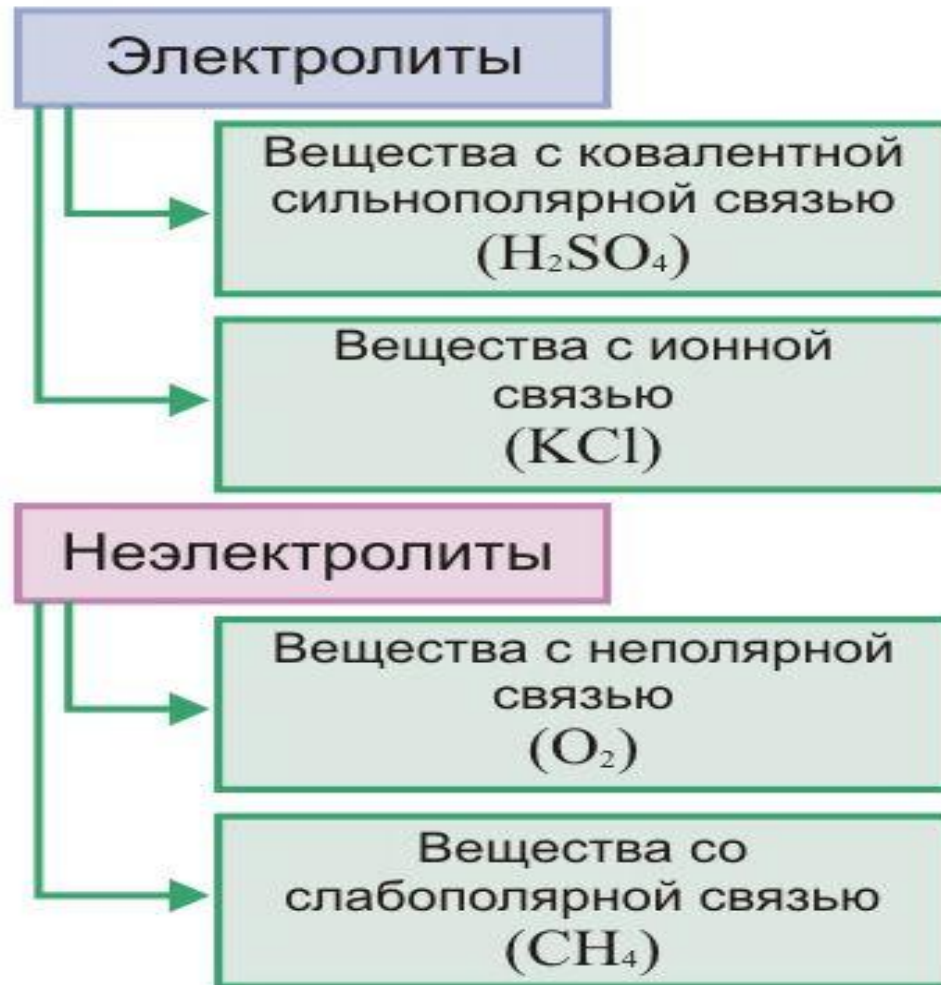 Электролиты
Вещества с ковалентной
сильнополярной связью
(H₂SO₄)
Вещества с ионной
связью
(KCl)
Неэлектролиты
Вещества с неполярной
связью
(O₂)
Вещества со
слабополярной связью
(CH₄)